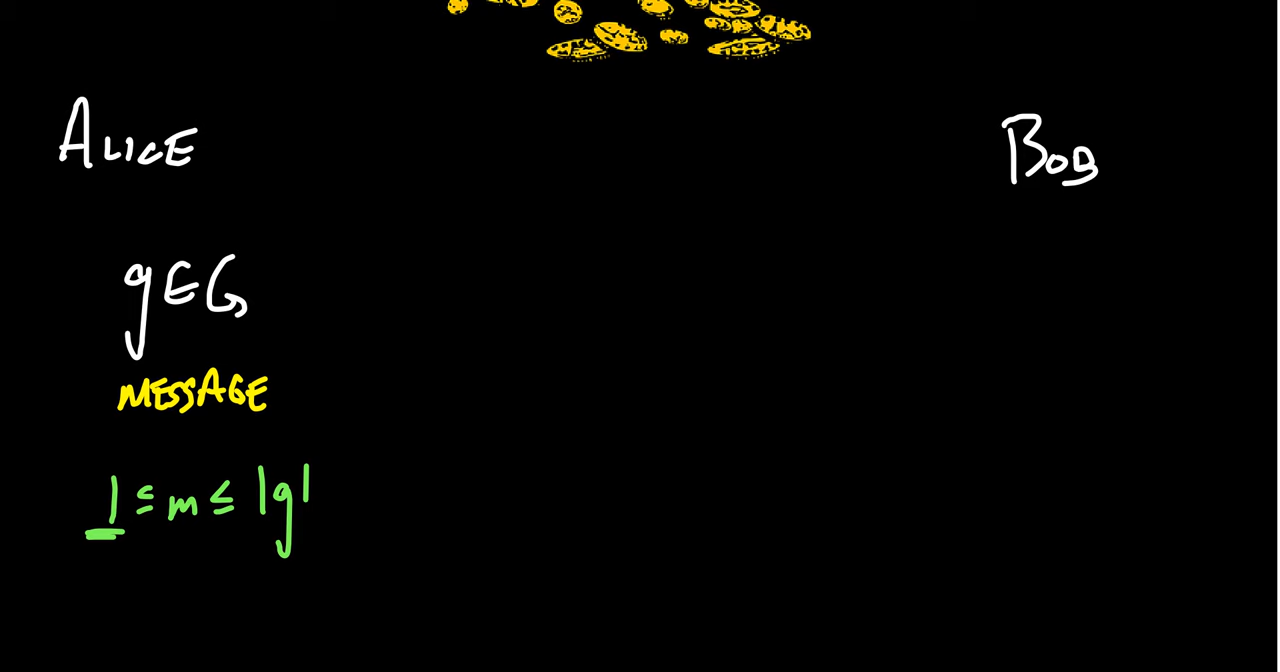 ALICE
BOB
g∈G
MESSAGE
1 ≤ m ≤ |g|